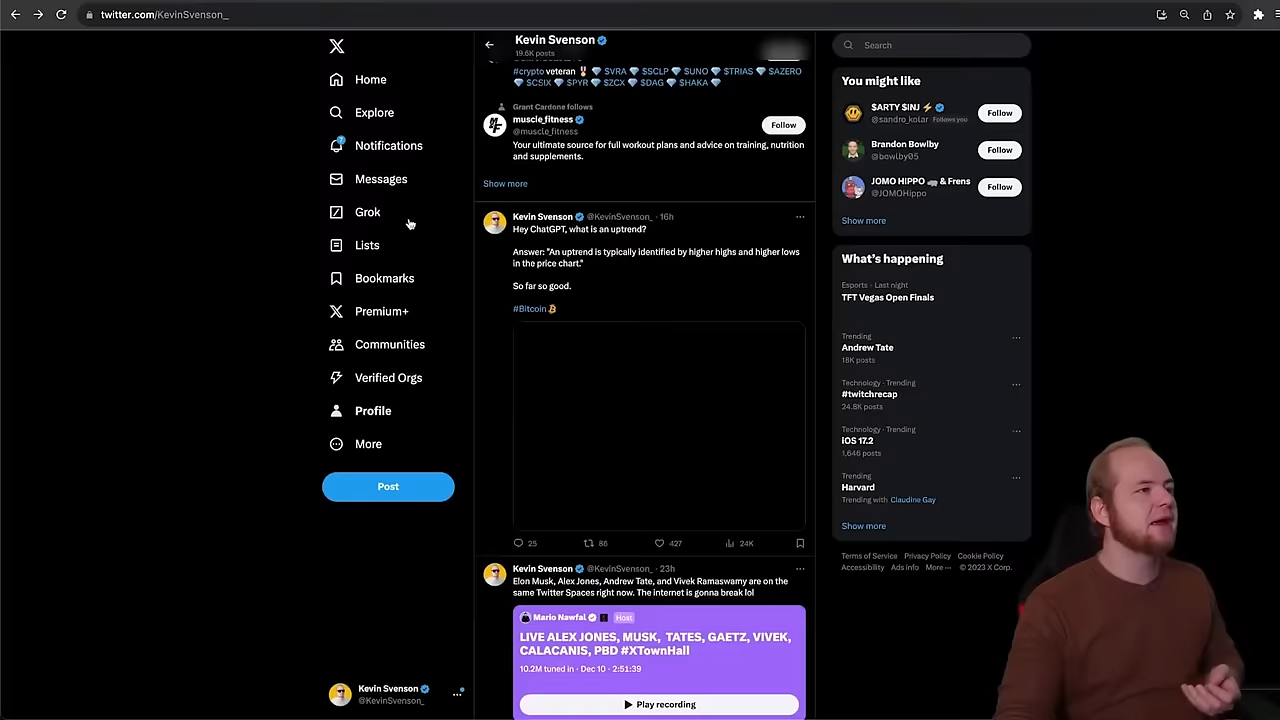 twitter.com/KevinSvenson_
Home
Explore
7
Notifications
Messages
Grok
Lists
Bookmarks
Premium+
Communities
Verified Orgs
Profile
More
Post
Kevin Svenson
@KevinSvenson_
Kevin Svenson
19.6K posts
#crypto veteran 🎖 💎 $VRA 💎 $SCLP 💎 $UNO 💎 $TRIAS 💎 $AZERO
💎 $CSIX 💎 $PYR 💎 $ZCX 💎 $DAG 💎 $HAKA 💎
Grant Cardone follows
muscle_fitness
@muscle_fitness
Follow
Your ultimate source for full workout plans and advice on training, nutrition
and supplements.
Show more
Kevin Svenson @KevinSvenson_ · 16h
Hey ChatGPT, what is an uptrend?
Answer: "An uptrend is typically identified by higher highs and higher lows
in the price chart."
So far so good.
#Bitcoin
25 86 427 24K
Kevin Svenson @KevinSvenson_ · 23h
Elon Musk, Alex Jones, Andrew Tate, and Vivek Ramaswamy are on the
same Twitter Spaces right now. The internet is gonna break lol
Mario Nawfal Host
LIVE ALEX JONES, MUSK, TATES, GAETZ, VIVEK,
CALACANIS, PBD #XTownHall
10.2M tuned in · Dec 10 · 2:51:39
Play recording
Search
You might like
$ARTY $INJ ⚡
@sandro_kolar Follows you
Follow
Brandon Bowlby
@bowlby05
Follow
JOMO HIPPO 🦛 & Frens
@JOMOHippo
Follow
Show more
What's happening
Esports · Last night
TFT Vegas Open Finals
Trending
Andrew Tate
18K posts
Technology · Trending
#twitchrecap
24.8K posts
Technology · Trending
iOS 17.2
1,646 posts
Trending
Harvard
Trending with Claudine Gay
Show more
Terms of Service Privacy Policy Cookie Policy
Accessibility Ads info More ··· © 2023 X Corp.